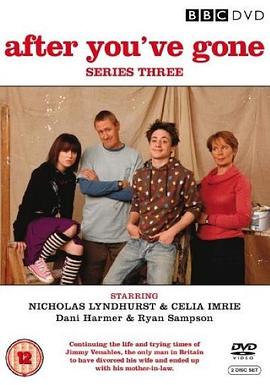 BBC DVD
after you've gone
SERIES THREE
STARRING
NICHOLAS LYNDHURST & CELIA IMRIE
Dani Harmer & Ryan Sampson
Continuing the life and trying times of
Jimmy Venables, the only man in Britain
to have divorced his wife and ended up
with his mother-in-law.
12
DVD
VIDEO
2 DISC SET